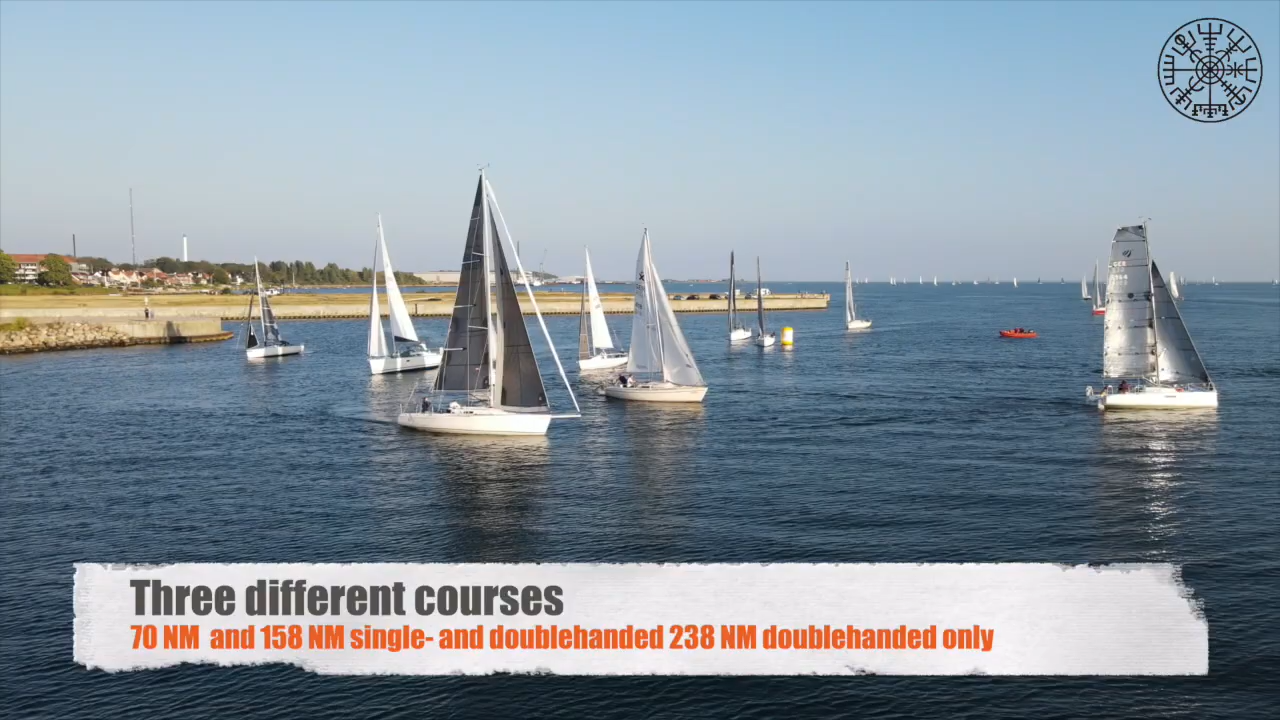 Three different courses
70 NM  and 158 NM single- and doublehanded 238 NM doublehanded only